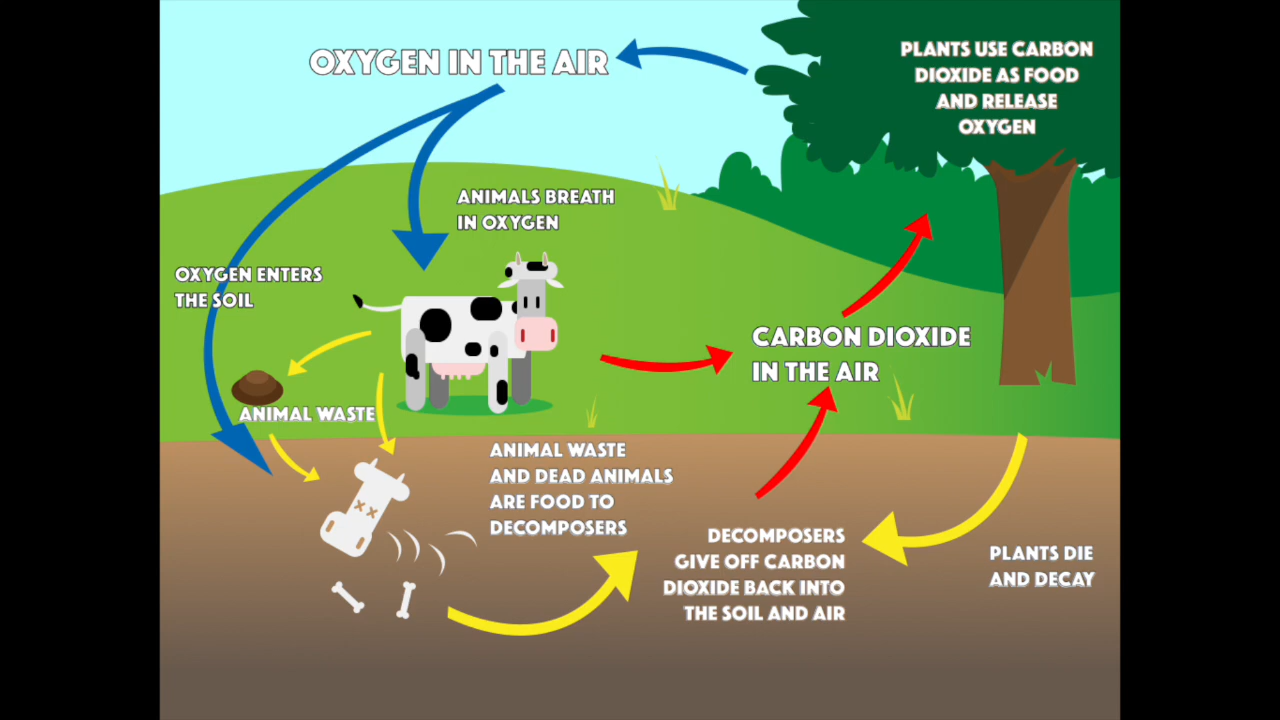 OXYGEN IN THE AIR
PLANTS USE CARBON
DIOXIDE AS FOOD
AND RELEASE
OXYGEN
ANIMALS BREATH
IN OXYGEN
OXYGEN ENTERS
THE SOIL
CARBON DIOXIDE
IN THE AIR
ANIMAL WASTE
ANIMAL WASTE
AND DEAD ANIMALS
ARE FOOD TO
DECOMPOSERS
DECOMPOSERS
GIVE OFF CARBON
DIOXIDE BACK INTO
THE SOIL AND AIR
PLANTS DIE
AND DECAY